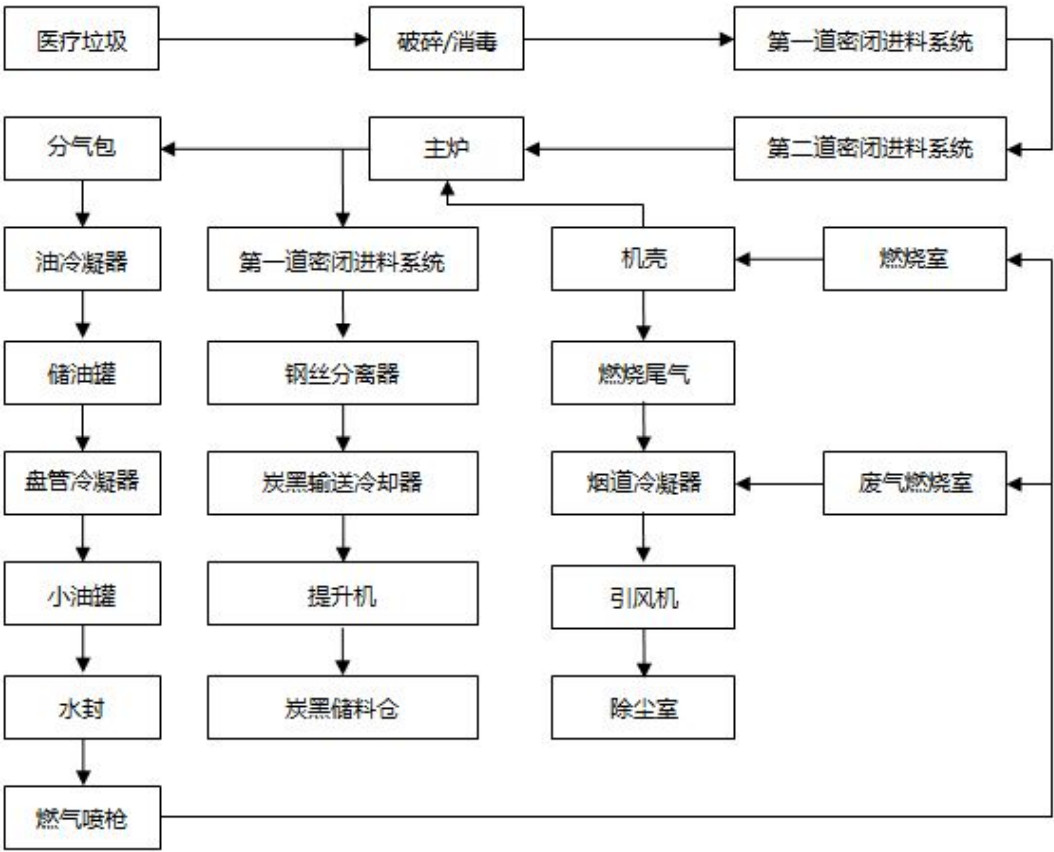 医疗垃圾
破碎/消毒
第一道密闭进料系统
分气包
主炉
第二道密闭进料系统
油冷凝器
第一道密闭进料系统
机壳
燃烧室
储油罐
钢丝分离器
燃烧尾气
盘管冷凝器
炭黑输送冷却器
烟道冷凝器
废气燃烧室
小油罐
提升机
引风机
水封
炭黑储料仓
除尘室
燃气喷枪